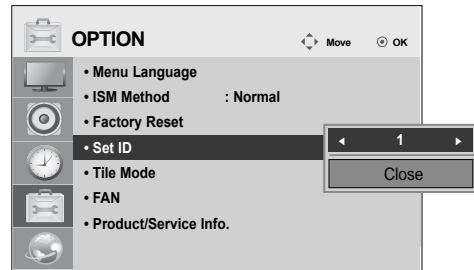 OPTION
Move
OK
• Menu Language
• ISM Method : Normal
• Factory Reset
• Set ID
• Tile Mode
• FAN
• Product/Service Info.
◄ 1 ►
Close